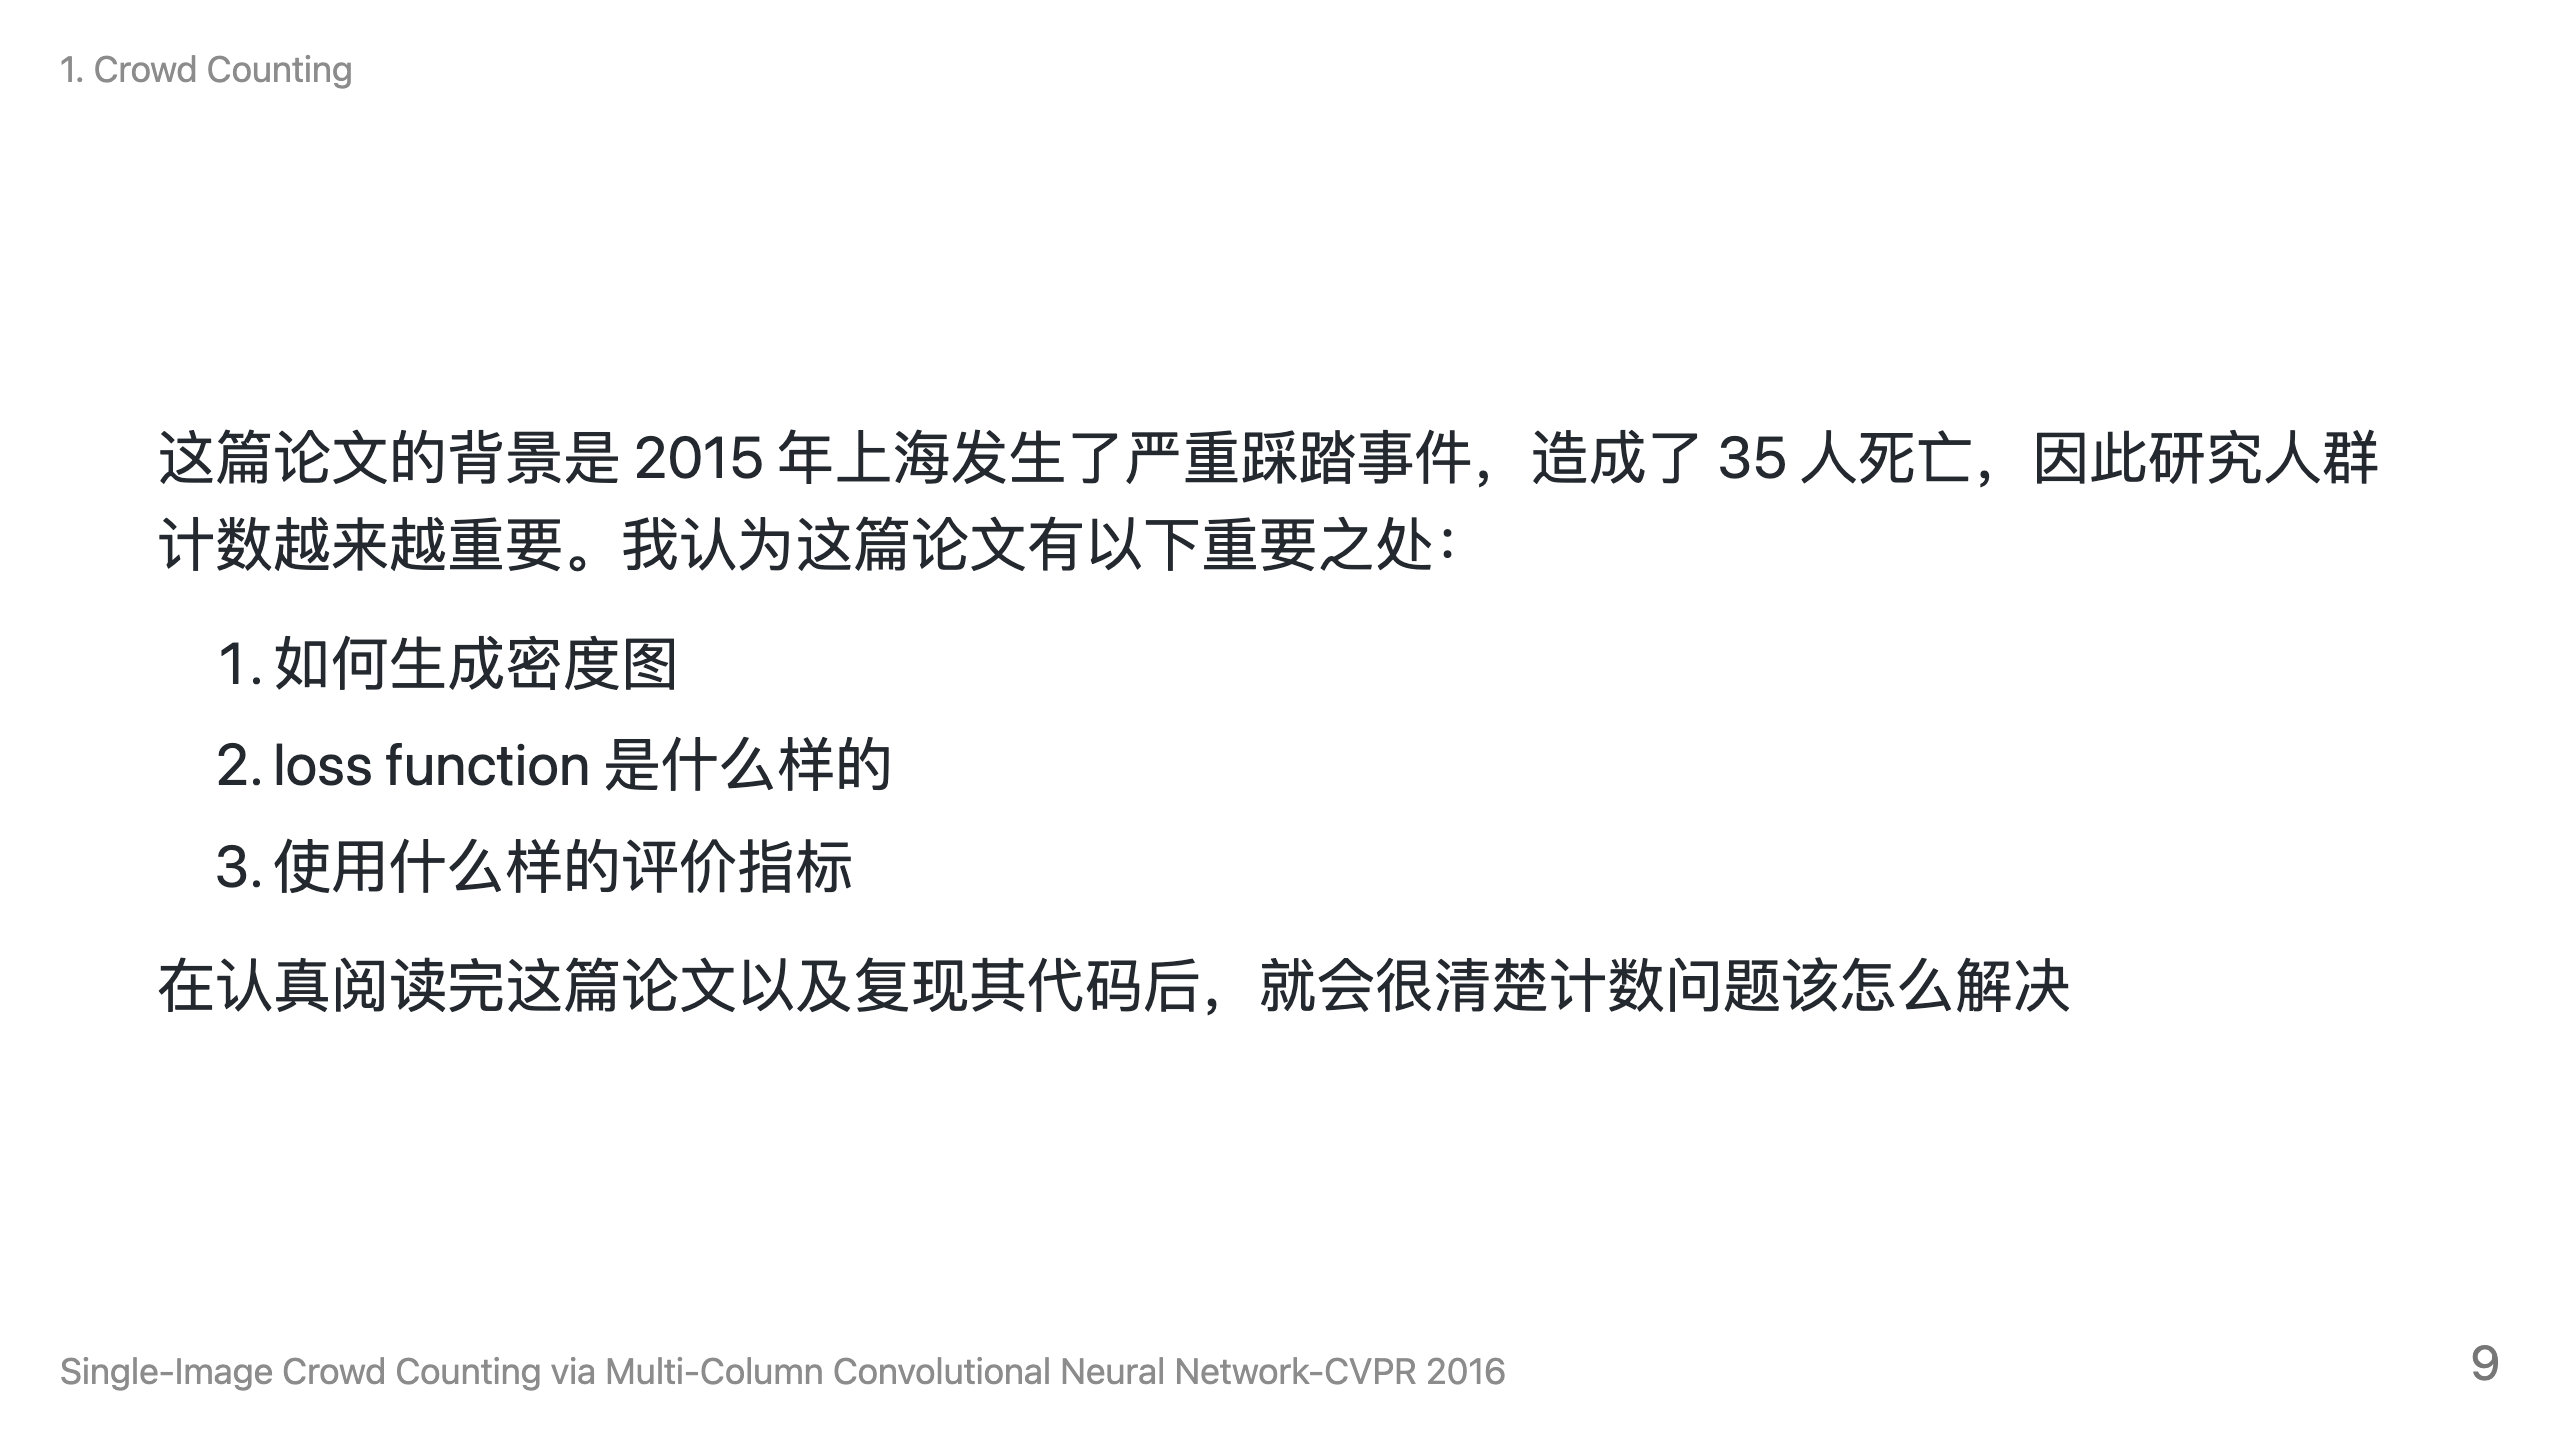 1. Crowd Counting
这篇论文的背景是 2015 年上海发生了严重踩踏事件，造成了 35 人死亡，因此研究人群
计数越来越重要。我认为这篇论文有以下重要之处：
1. 如何生成密度图
2. loss function 是什么样的
3. 使用什么样的评价指标
在认真阅读完这篇论文以及复现其代码后，就会很清楚计数问题该怎么解决
Single-Image Crowd Counting via Multi-Column Convolutional Neural Network-CVPR 2016
9